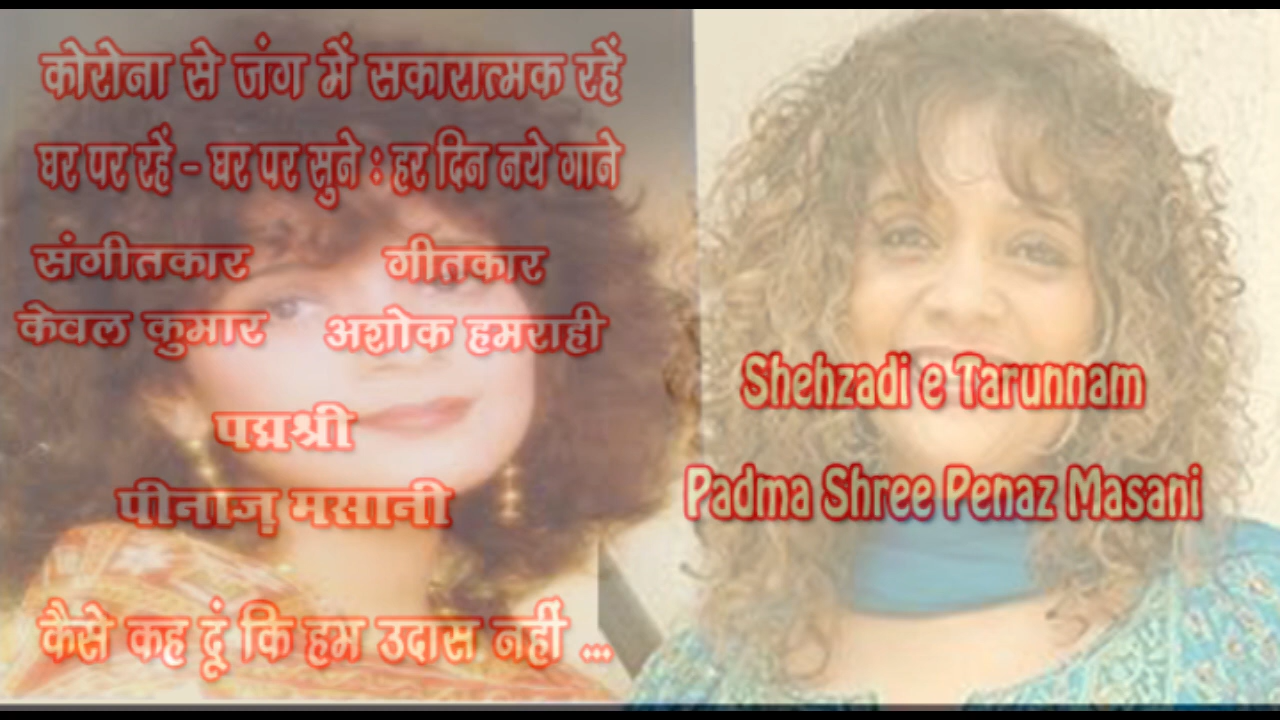 कोरोना से जंग में सकारात्मक रहें
घर पर रहें - घर पर सुने : हर दिन नये गाने
संगीतकार गीतकार
केवल कुमार अशोक हमराही
पद्मश्री
पीनाज़ मसानी
कैसे कह दूं कि हम उदास नहीं ...
Shehzadi e Tarunnam
Padma Shree Penaz Masani